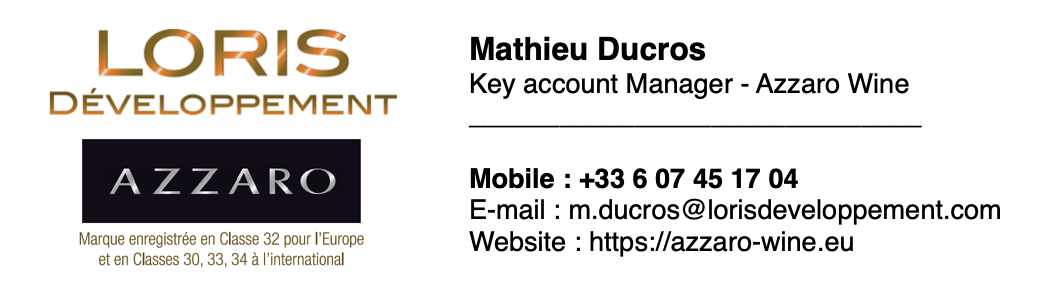 LORIS
DÉVELOPPEMENT
AZZARO
Marque enregistrée en Classe 32 pour l'Europe
et en Classes 30, 33, 34 à l'international
Mathieu Ducros
Key account Manager - Azzaro Wine
Mobile : +33 6 07 45 17 04
E-mail : m.ducros@lorisdeveloppement.com
Website : https://azzaro-wine.eu